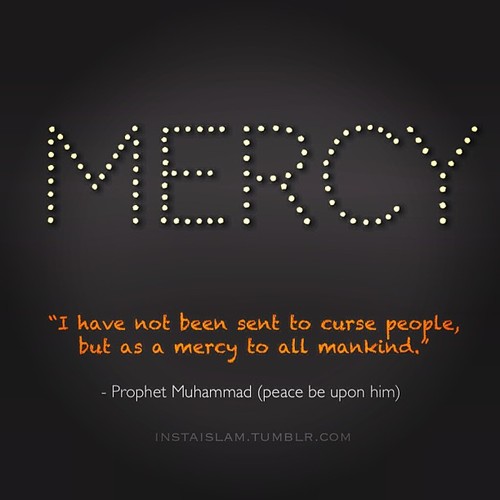 MERCY
“I have not been sent to curse people,
but as a mercy to all mankind.”
- Prophet Muhammad (peace be upon him)
INSTAISLAM.TUMBLR.COM